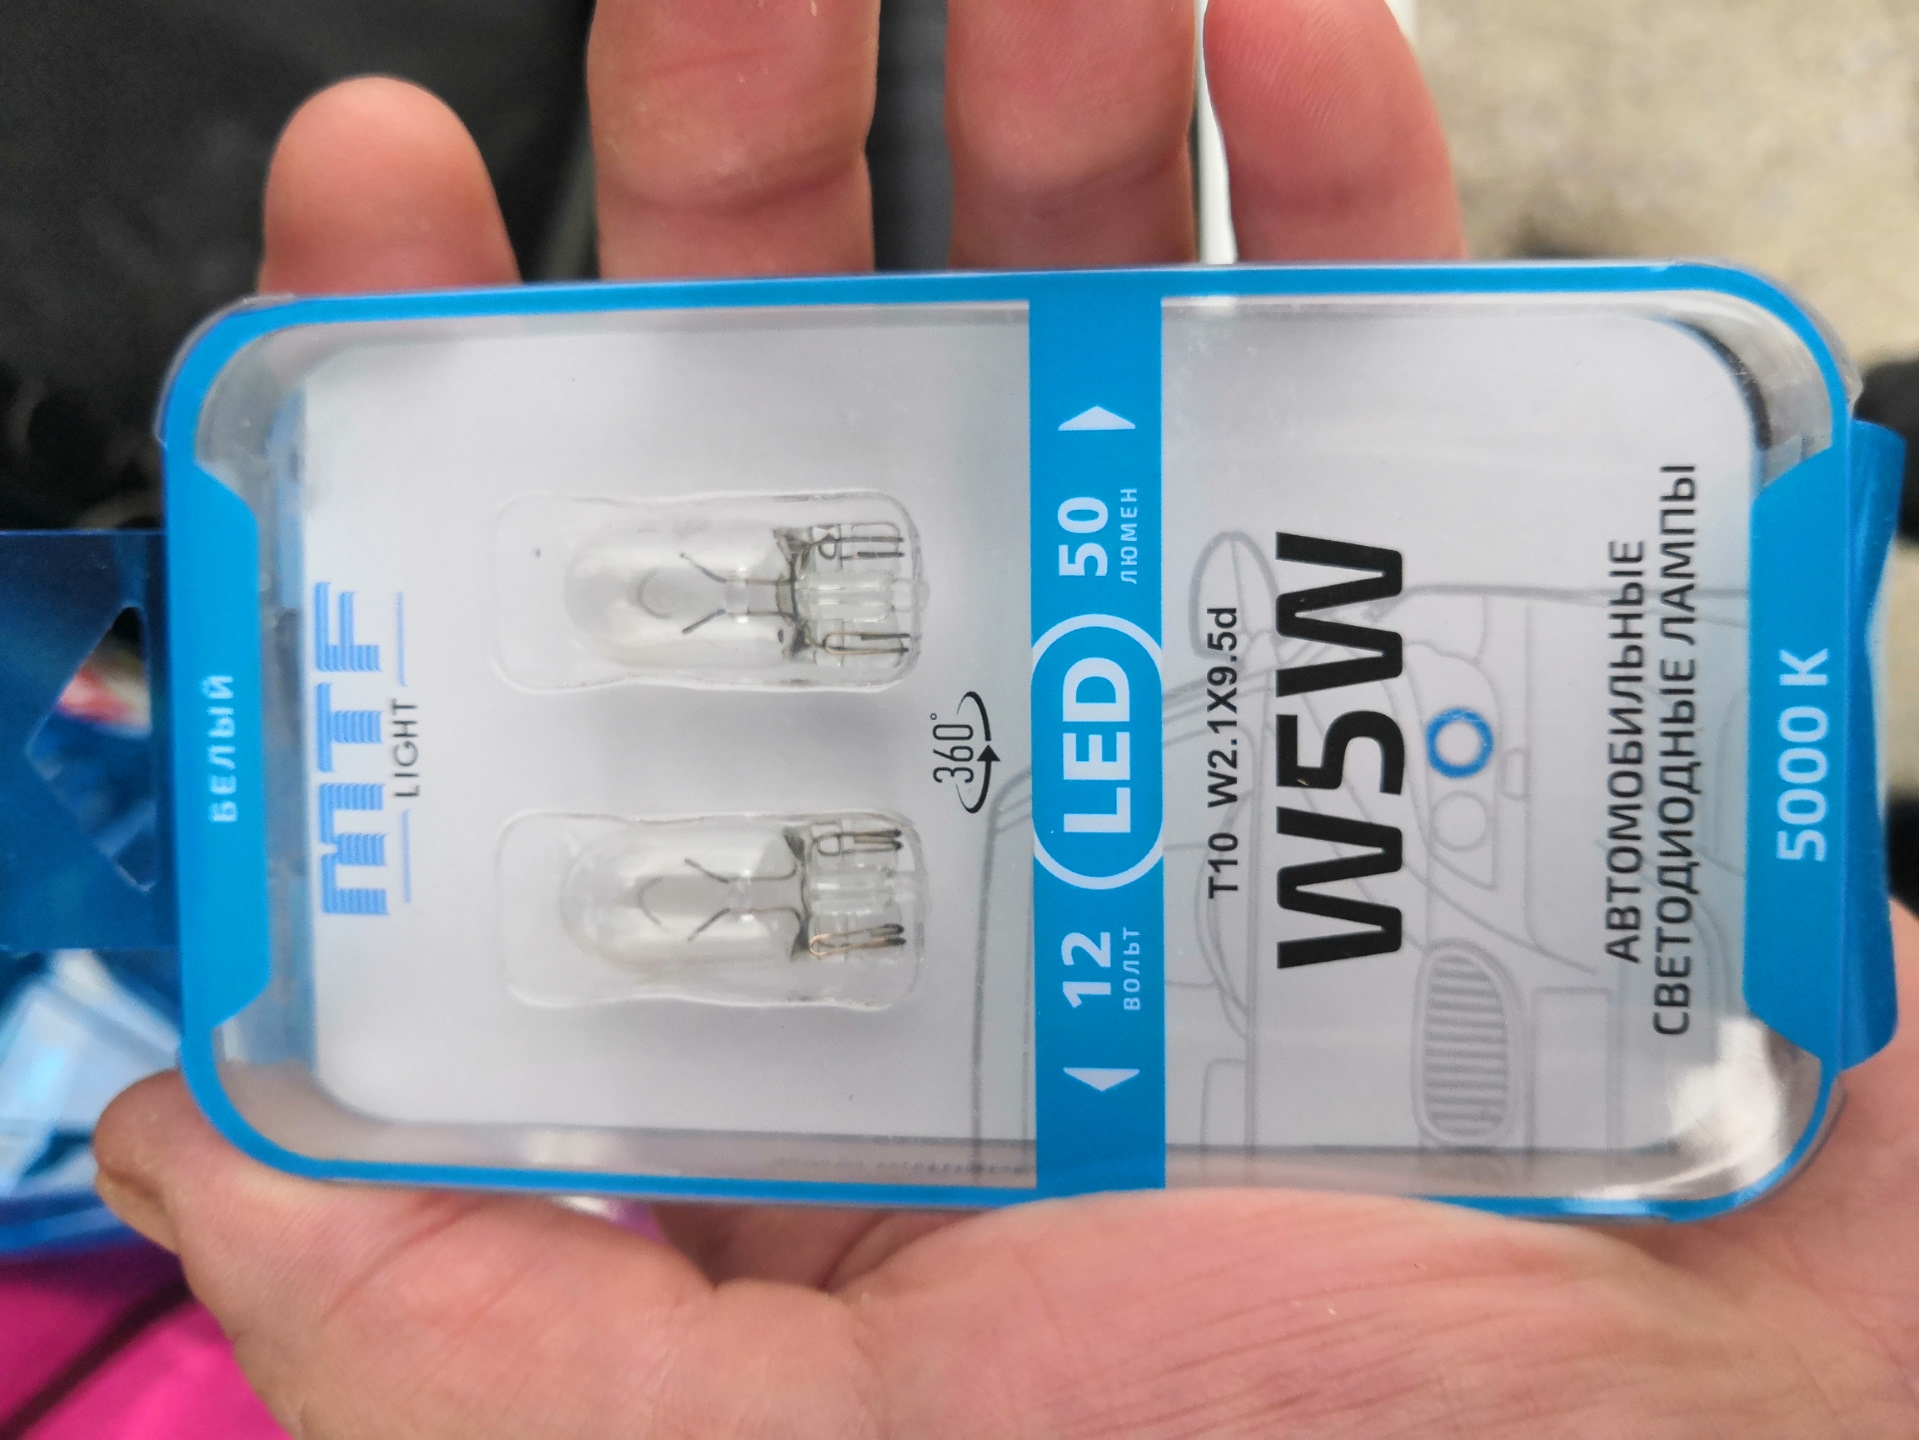 БЕЛЫЙ
MTF
LIGHT
360°
12 ВОЛЬТ
LED
50 ЛЮМЕН
T10 W2.1X9.5d
W5W
АВТОМОБИЛЬНЫЕ
СВЕТОДИОДНЫЕ ЛАМПЫ
5000 K